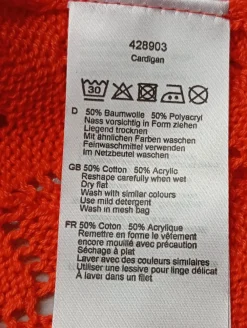 428903
Cardigan
30
D 50% Baumwolle 50% Polyacryl
Nass vorsichtig in Form ziehen
Liegend trocknen
Mit ähnlichen Farben waschen
Feinwaschmittel verwenden
im Netzbeutel waschen
GB 50% Cotton 50% Acrylic
Reshape carefully when wet
Dry flat
Wash with similar colours
Use mild detergent
Wash in mesh bag
FR 50% Coton 50% Acrylique
Remettre en forme le vêtement
encore mouillé avec précaution
Séchage à plat
Laver avec des couleurs similaires
Utiliser une lessive pour linge délicat
À laver dans un filet